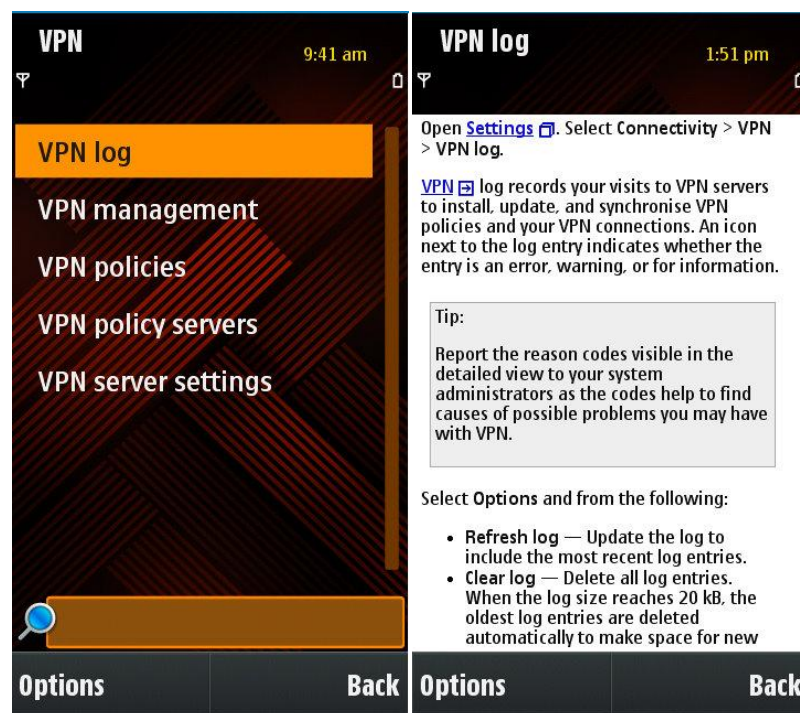 VPN
9:41 am
VPN log
VPN management
VPN policies
VPN policy servers
VPN server settings
Options
Back
VPN log
1:51 pm
Open Settings. Select Connectivity > VPN
> VPN log.
VPN log records your visits to VPN servers
to install, update, and synchronise VPN
policies and your VPN connections. An icon
next to the log entry indicates whether the
entry is an error, warning, or for information.
Tip:
Report the reason codes visible in the
detailed view to your system
administrators as the codes help to find
causes of possible problems you may have
with VPN.
Select Options and from the following:
• Refresh log — Update the log to
include the most recent log entries.
• Clear log — Delete all log entries.
When the log size reaches 20 kB, the
oldest log entries are deleted
automatically to make space for new
Options
Back